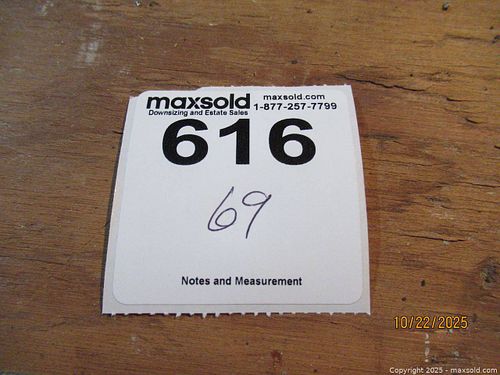 maxsold maxsold.com
Downsizing and Estate Sales 1-877-257-7799
616
69
Notes and Measurement
10/22/2025
Copyright 2025 - maxsold.com